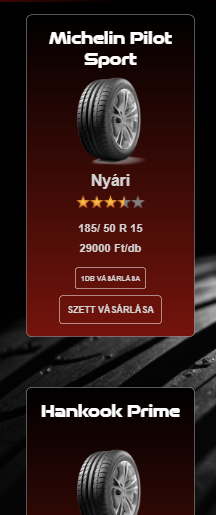 Michelin Pilot
Sport
Nyári
185/ 50 R 15
29000 Ft/db
1DB VÁSÁRLÁSA
SZETT VÁSÁRLÁSA
Hankook Prime